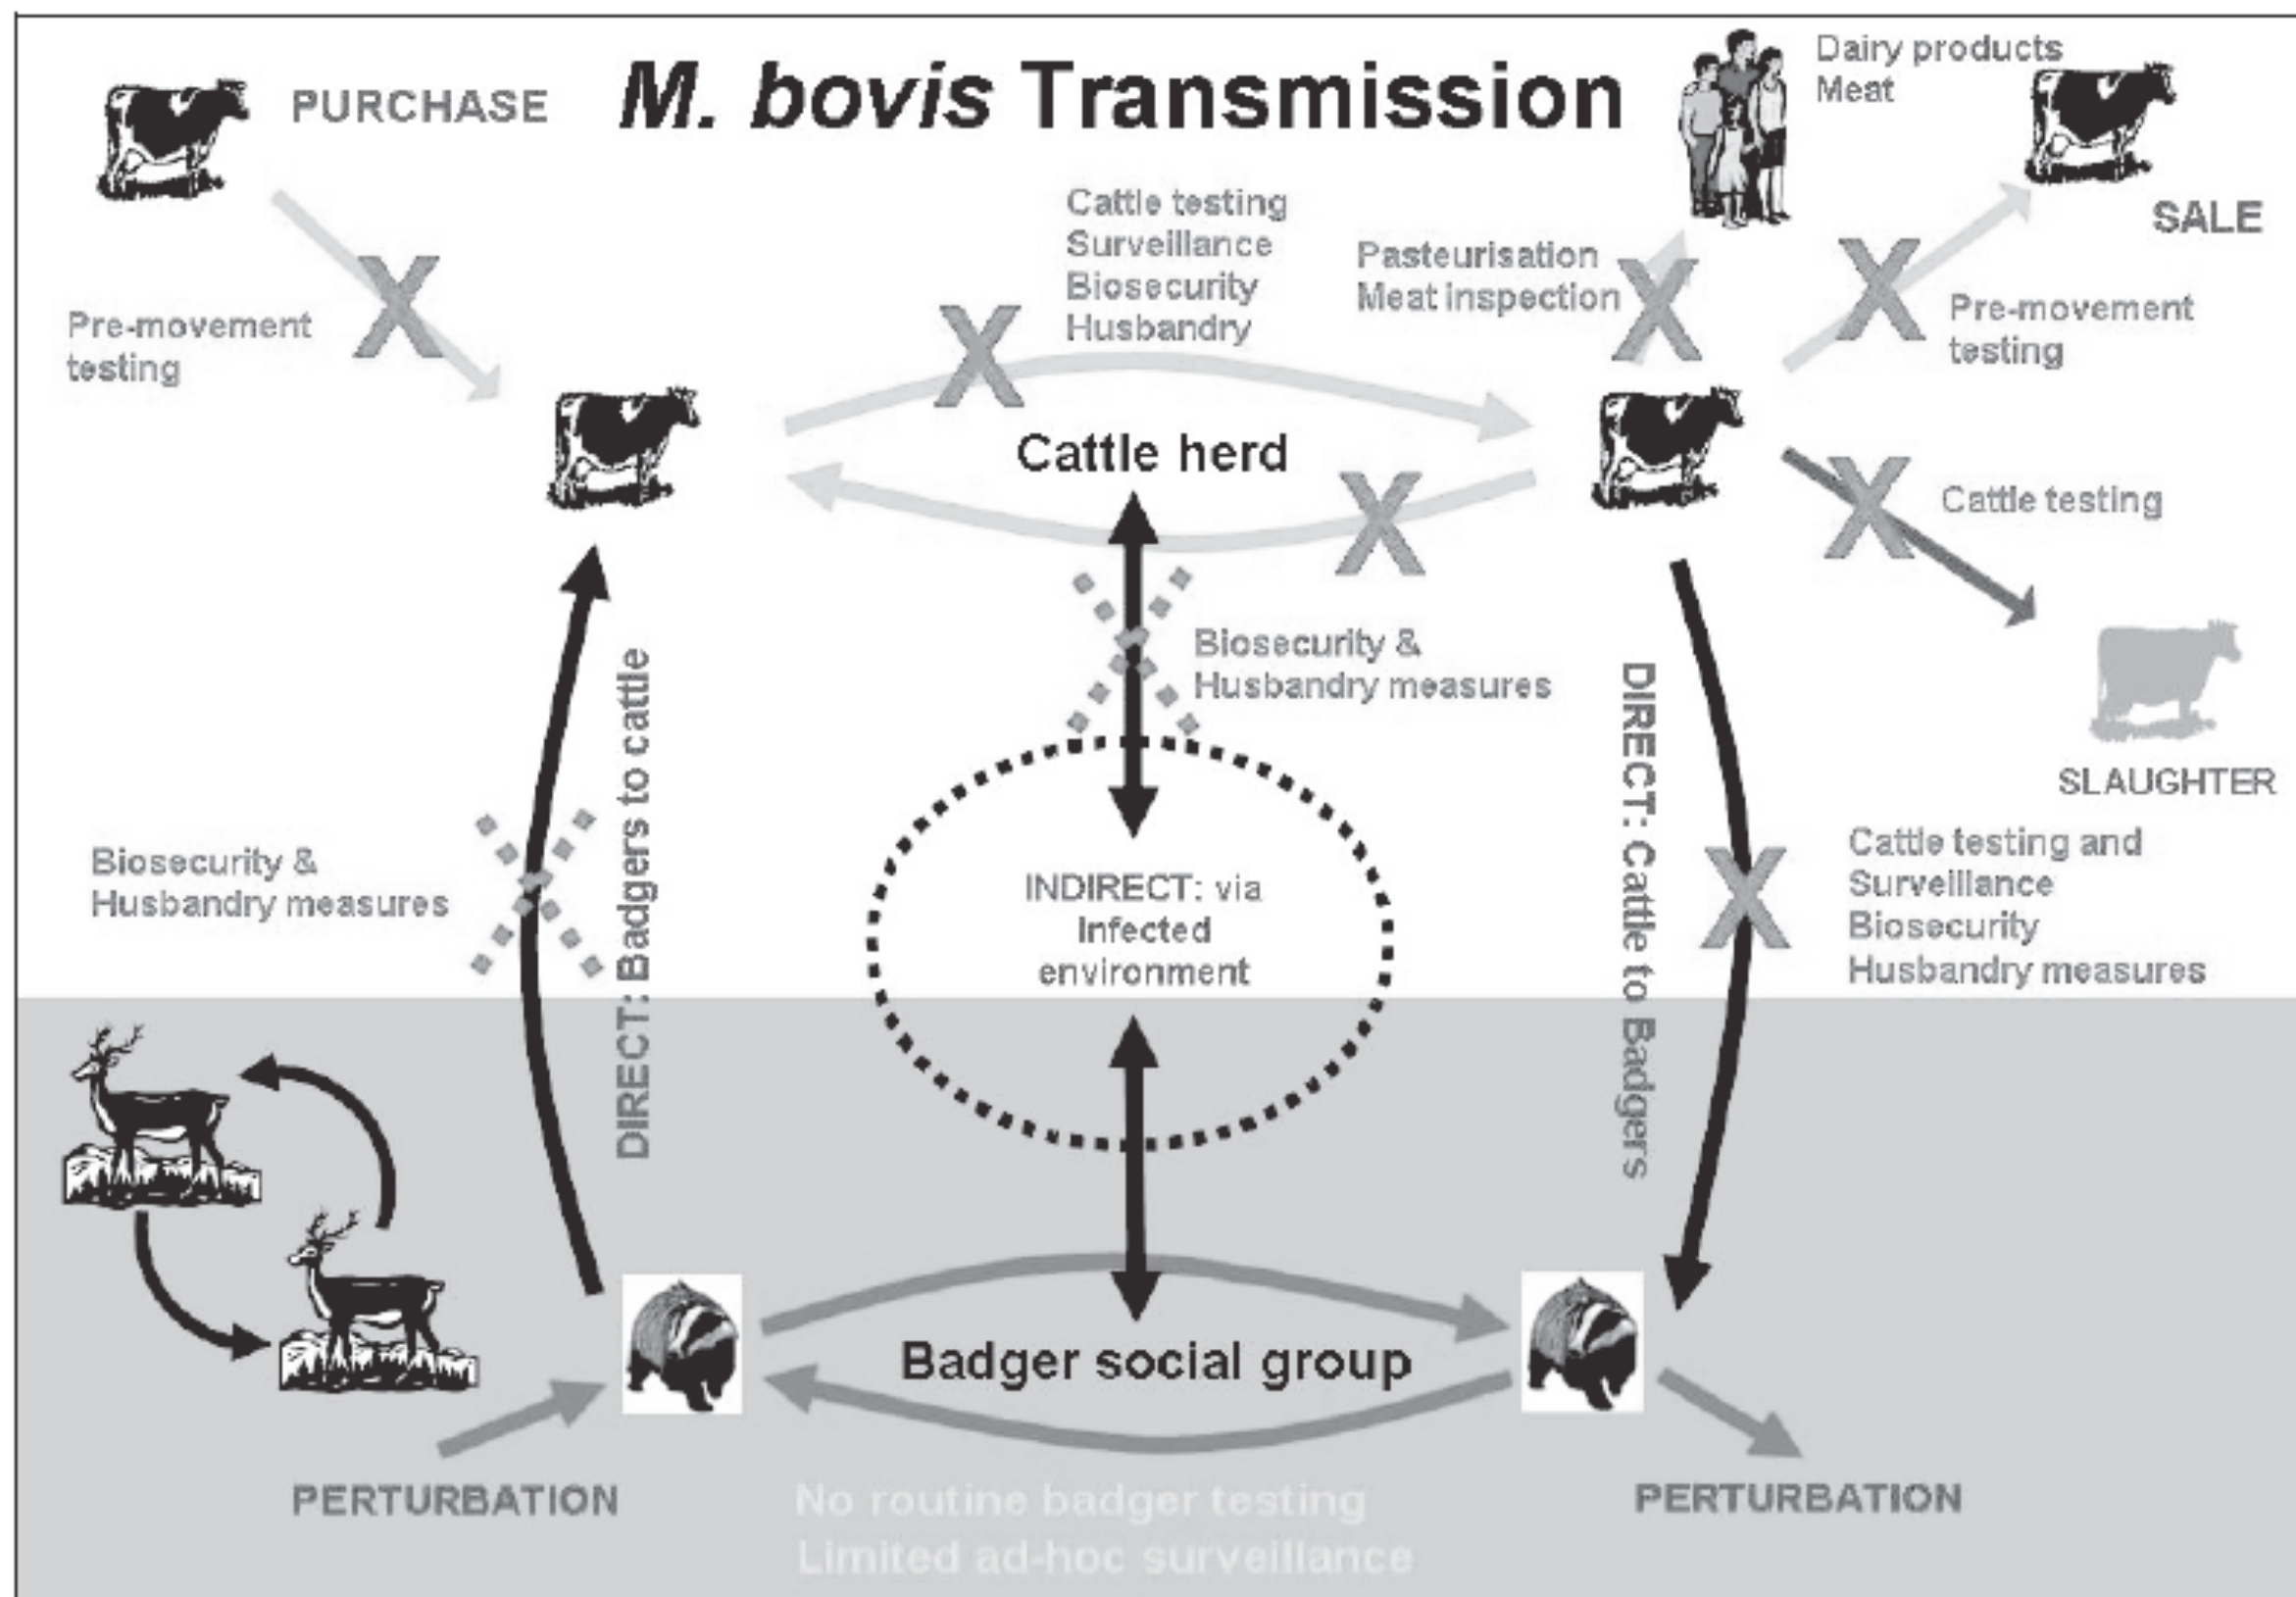 M. bovis Transmission
PURCHASE
Dairy products
Meat
SALE
Cattle testing
Surveillance
Biosecurity
Husbandry
Pasteurisation
Meat inspection
Pre-movement
testing
Pre-movement
testing
Cattle herd
Cattle testing
Biosecurity &
Husbandry measures
SLAUGHTER
DIRECT: Badgers to cattle
DIRECT: Cattle to Badgers
Biosecurity &
Husbandry measures
INDIRECT: via
Infected
environment
Cattle testing and
Surveillance
Biosecurity
Husbandry measures
Badger social group
PERTURBATION
PERTURBATION
No routine badger testing
Limited ad-hoc surveillance